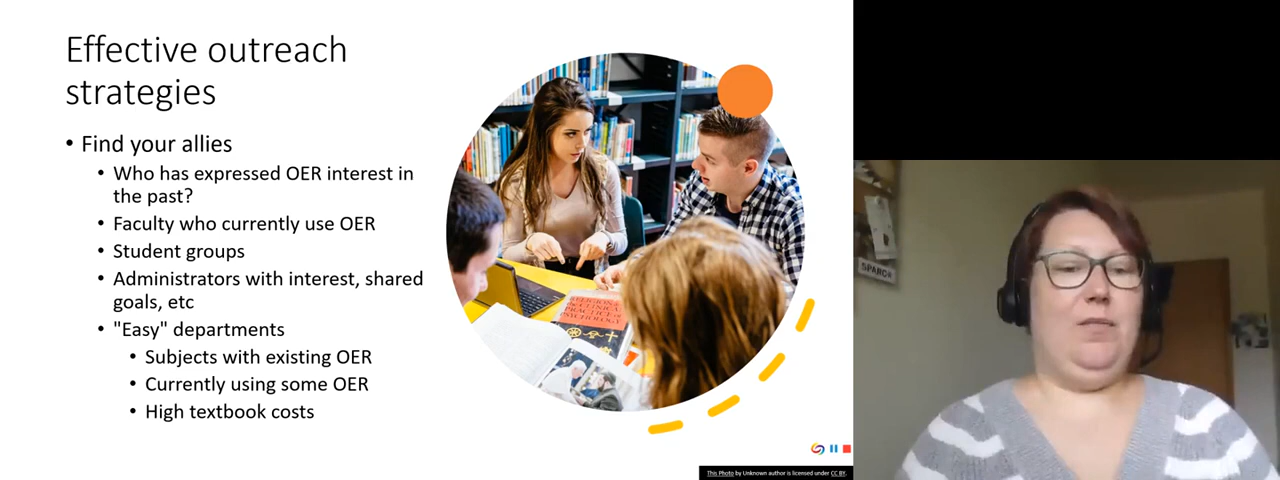 Effective outreach
strategies
• Find your allies
• Who has expressed OER interest in
the past?
• Faculty who currently use OER
• Student groups
• Administrators with interest, shared
goals, etc
• "Easy" departments
• Subjects with existing OER
• Currently using some OER
• High textbook costs
PSYCHOLOGY
This Photo by Unknown author is licensed under CC BY.
SPARC